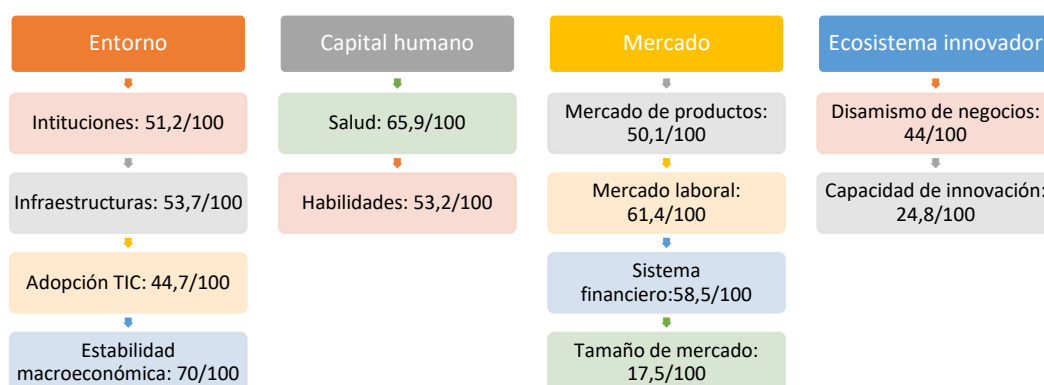 Entorno
Intituciones: 51,2/100
Infraestructuras: 53,7/100
Adopción TIC: 44,7/100
Estabilidad
macroeconómica: 70/100
Capital humano
Salud: 65,9/100
Habilidades: 53,2/100
Mercado
Mercado de productos:
50,1/100
Mercado laboral:
61,4/100
Sistema
financiero:58,5/100
Tamaño de mercado:
17,5/100
Ecosistema innovador
Disamismo de negocios:
44/100
Capacidad de innovación:
24,8/100